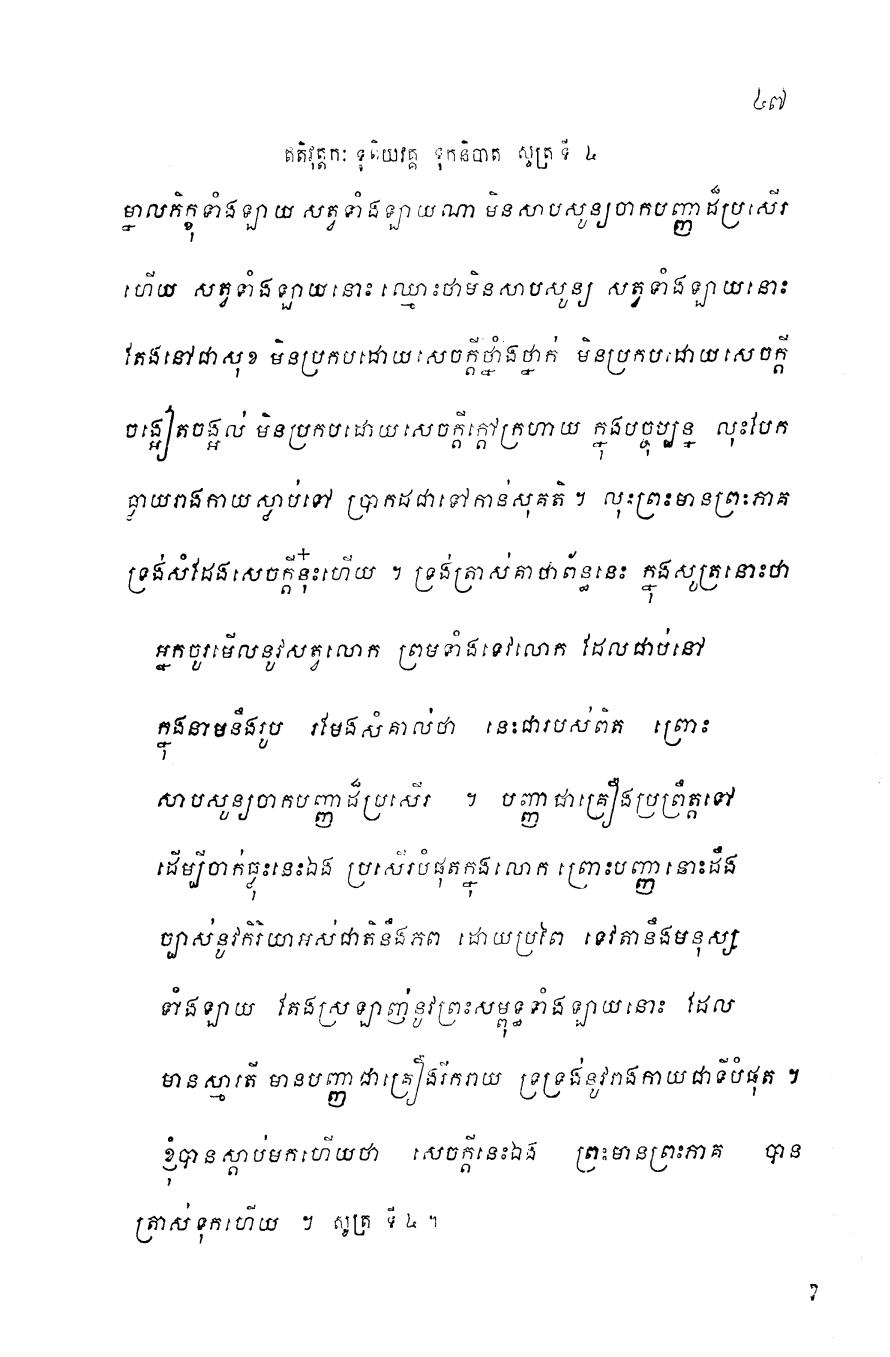 ៤៧
ឥតិវុត្តកៈ ទុតិយវគ្គ ទុកនិបាត សូត្រ ទី ៤
ម្នាលភិក្ខុទាំងឡាយ សត្វទាំងឡាយណា មិនសាបសូន្យចាកបញ្ញាដ៏ប្រសើរ
ហើយ សត្វទាំងឡាយនោះ ឈ្មោះថាមិនសាបសូន្យ សត្វទាំងឡាយនោះ
តែងនៅជាសុខ មិនប្រកបដោយសេចក្តីថ្នាំងថ្នាក់ មិនប្រកបដោយសេចក្តី
ចង្អៀតចង្អល់ មិនប្រកបដោយសេចក្តីក្តៅក្រហាយ ក្នុងបច្ចុប្បន្ន លុះបែក
ធ្លាយរាងកាយស្លាប់ទៅ ប្រាកដជាទៅកាន់សុគតិ ។ លុះព្រះមានព្រះភាគ
ទ្រង់សំដែងសេចក្តីនុ៎ះហើយ ។ ទ្រង់ត្រាស់គាថាព័ន្ធនេះ ក្នុងសូត្រនោះថា
អ្នកចូរមើលនូវសត្វលោក ព្រមទាំងទេវលោក ដែលជាប់នៅ
ក្នុងនាមនឹងរូប រមែងសំគាល់ថា នេះជារបស់ពិត ព្រោះ
សាបសូន្យចាកបញ្ញាដ៏ប្រសើរ ។ បញ្ញាជាគ្រឿងប្រព្រឹត្តទៅ
ដើម្បីចាក់ធ្លុះនេះឯង ប្រសើរបំផុតក្នុងលោក ព្រោះបញ្ញានោះដឹង
ច្បាស់នូវកិរិយាអស់ជាតិនឹងភព ដោយប្រពៃ ទេវតានឹងមនុស្ស
ទាំងឡាយ តែងស្រឡាញ់នូវព្រះសម្ពុទ្ធទាំងឡាយនោះ ដែល
មានស្មារតី មានបញ្ញាជាគ្រឿងរីករាយ ទ្រទ្រង់នូវរាងកាយជាទីបំផុត ។
ខ្ញុំបានស្តាប់មកហើយថា សេចក្តីនេះឯង ព្រះមានព្រះភាគ បាន
ត្រាស់ទុកហើយ ។ សូត្រ ទី ៤ ។